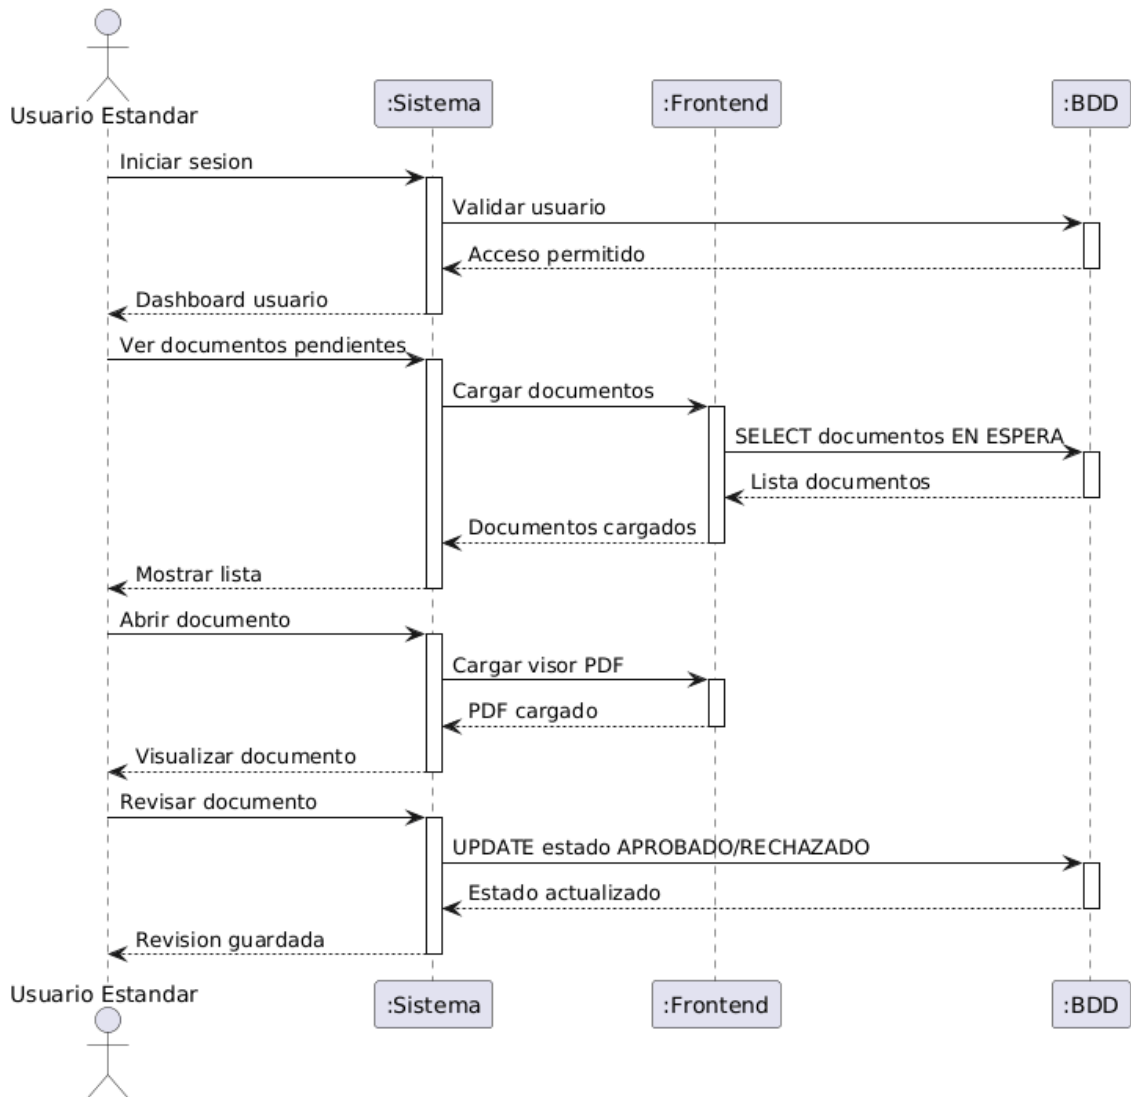 Usuario Estandar
:Sistema
:Frontend
:BDD
Iniciar sesion
Validar usuario
Acceso permitido
Dashboard usuario
Ver documentos pendientes
Cargar documentos
SELECT documentos EN ESPERA
Lista documentos
Documentos cargados
Mostrar lista
Abrir documento
Cargar visor PDF
PDF cargado
Visualizar documento
Revisar documento
UPDATE estado APROBADO/RECHAZADO
Estado actualizado
Revision guardada
Usuario Estandar
:Sistema
:Frontend
:BDD